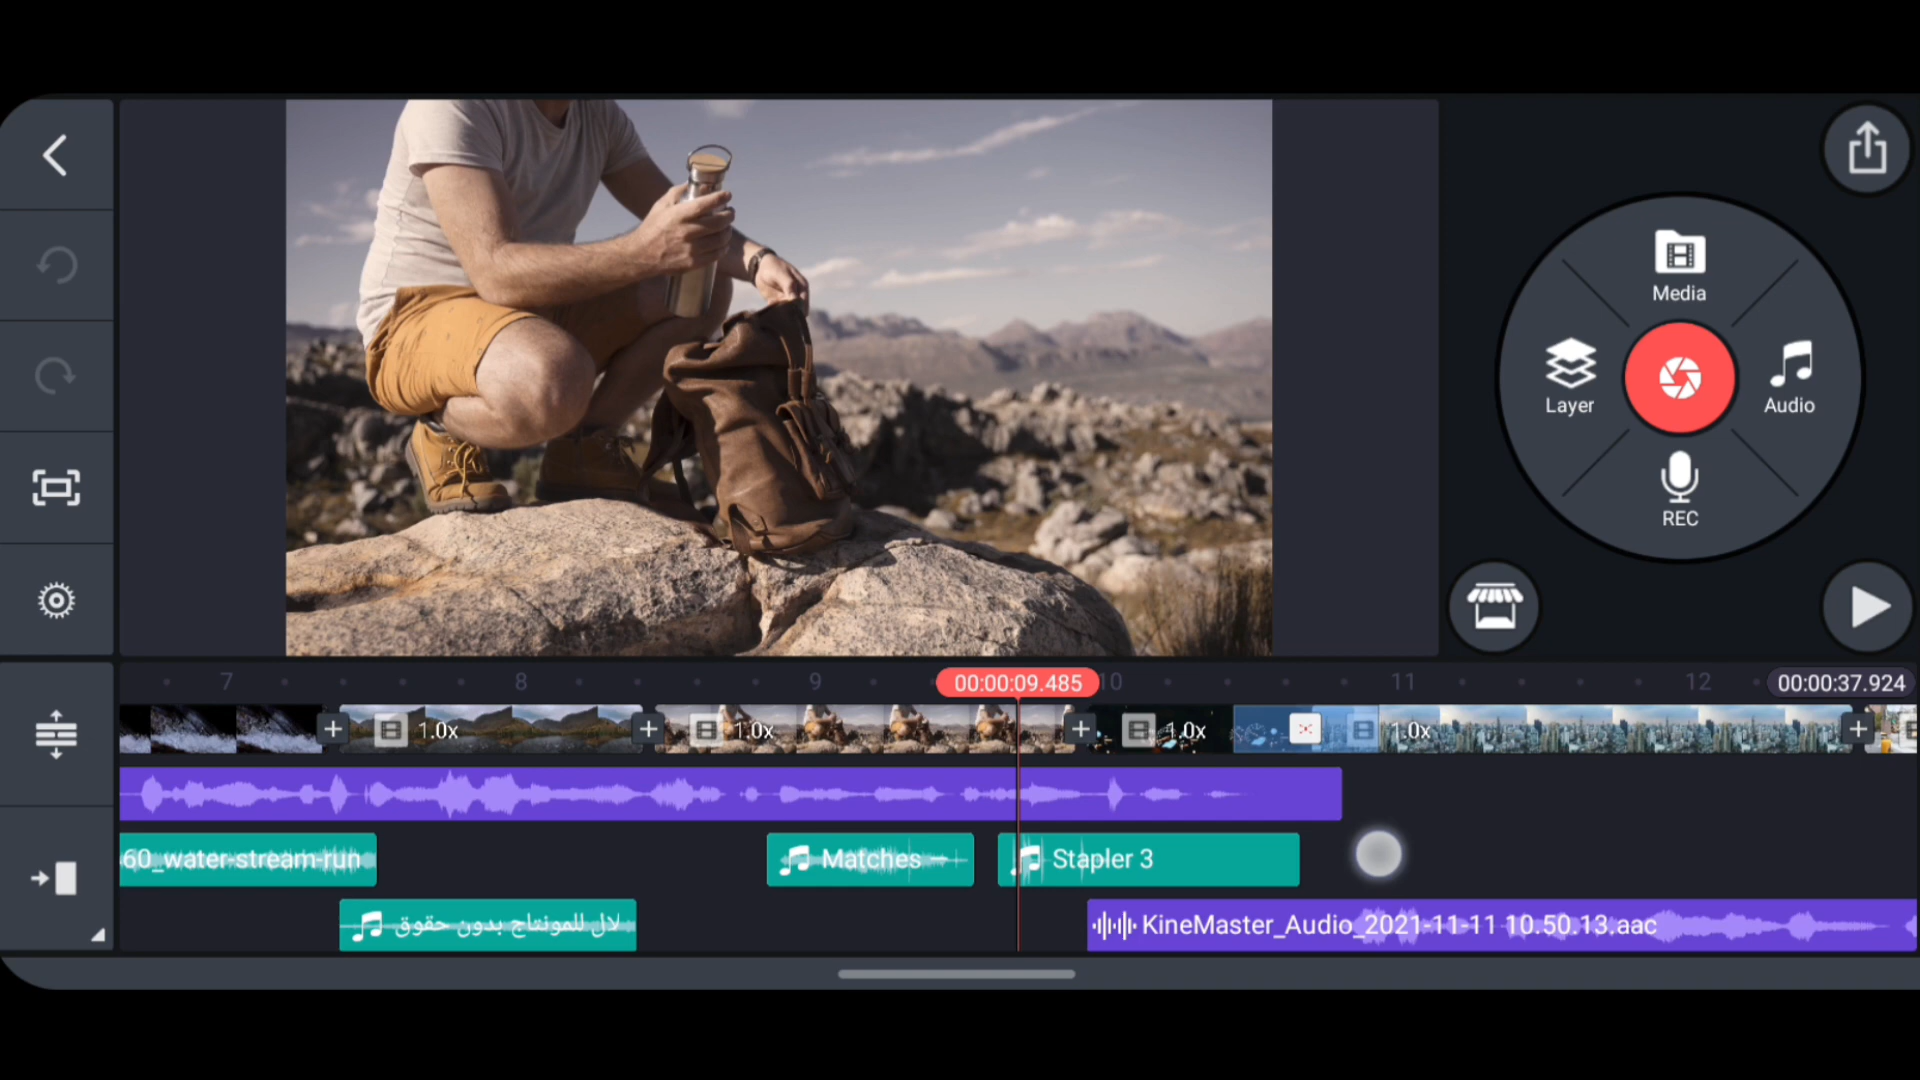 Media
Layer
Audio
REC
7
8
9
00:00:09.485
10
11
12
00:00:37.924
1.0x
1.0x
1.0x
1.0x
60_water-stream-run
Matches
Stapler 3
لال للمونتاج بدون حقوق
KineMaster_Audio_2021-11-11 10.50.13.aac